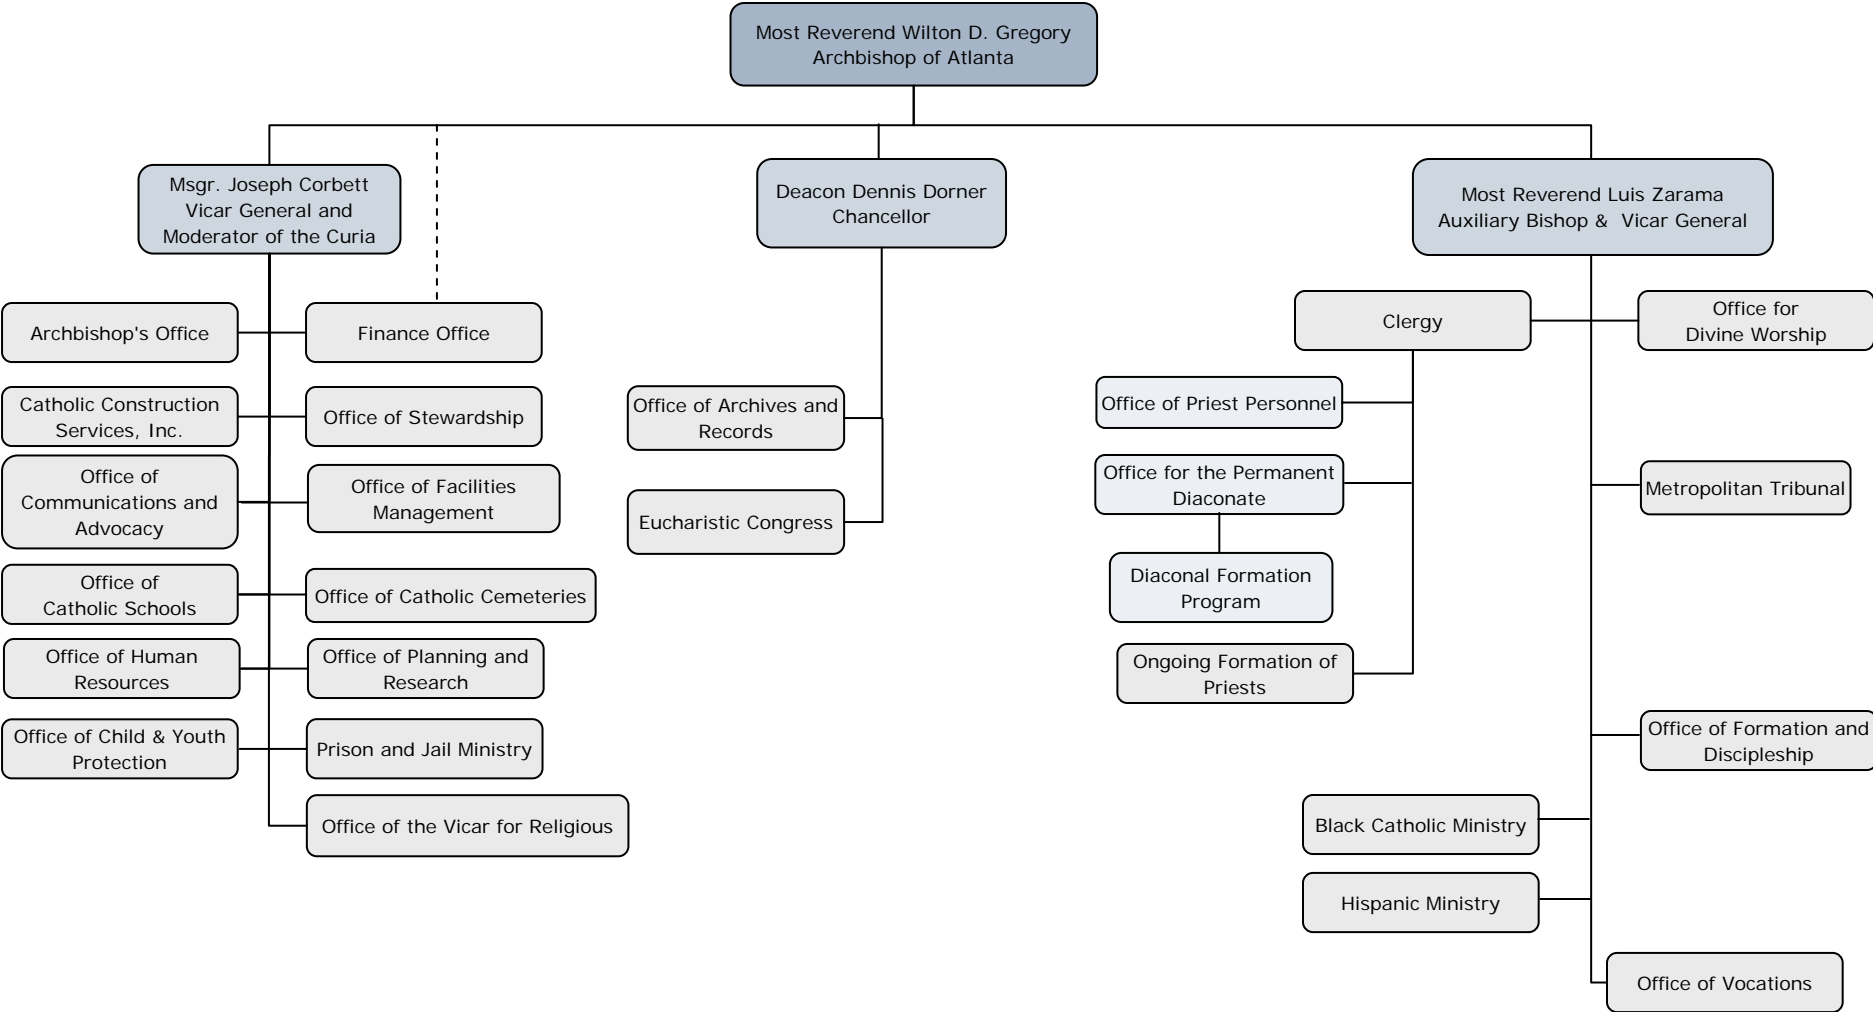 Most Reverend Wilton D. Gregory
Archbishop of Atlanta
Msgr. Joseph Corbett
Vicar General and
Moderator of the Curia
Deacon Dennis Dorner
Chancellor
Most Reverend Luis Zarama
Auxiliary Bishop & Vicar General
Archbishop's Office
Finance Office
Catholic Construction
Services, Inc.
Office of Stewardship
Office of
Communications and
Advocacy
Office of Facilities
Management
Office of
Catholic Schools
Office of Catholic Cemeteries
Office of Human
Resources
Office of Planning and
Research
Office of Child & Youth
Protection
Prison and Jail Ministry
Office of the Vicar for Religious
Office of Archives and
Records
Eucharistic Congress
Clergy
Office for
Divine Worship
Office of Priest Personnel
Office for the Permanent
Diaconate
Diaconal Formation
Program
Ongoing Formation of
Priests
Metropolitan Tribunal
Office of Formation and
Discipleship
Black Catholic Ministry
Hispanic Ministry
Office of Vocations